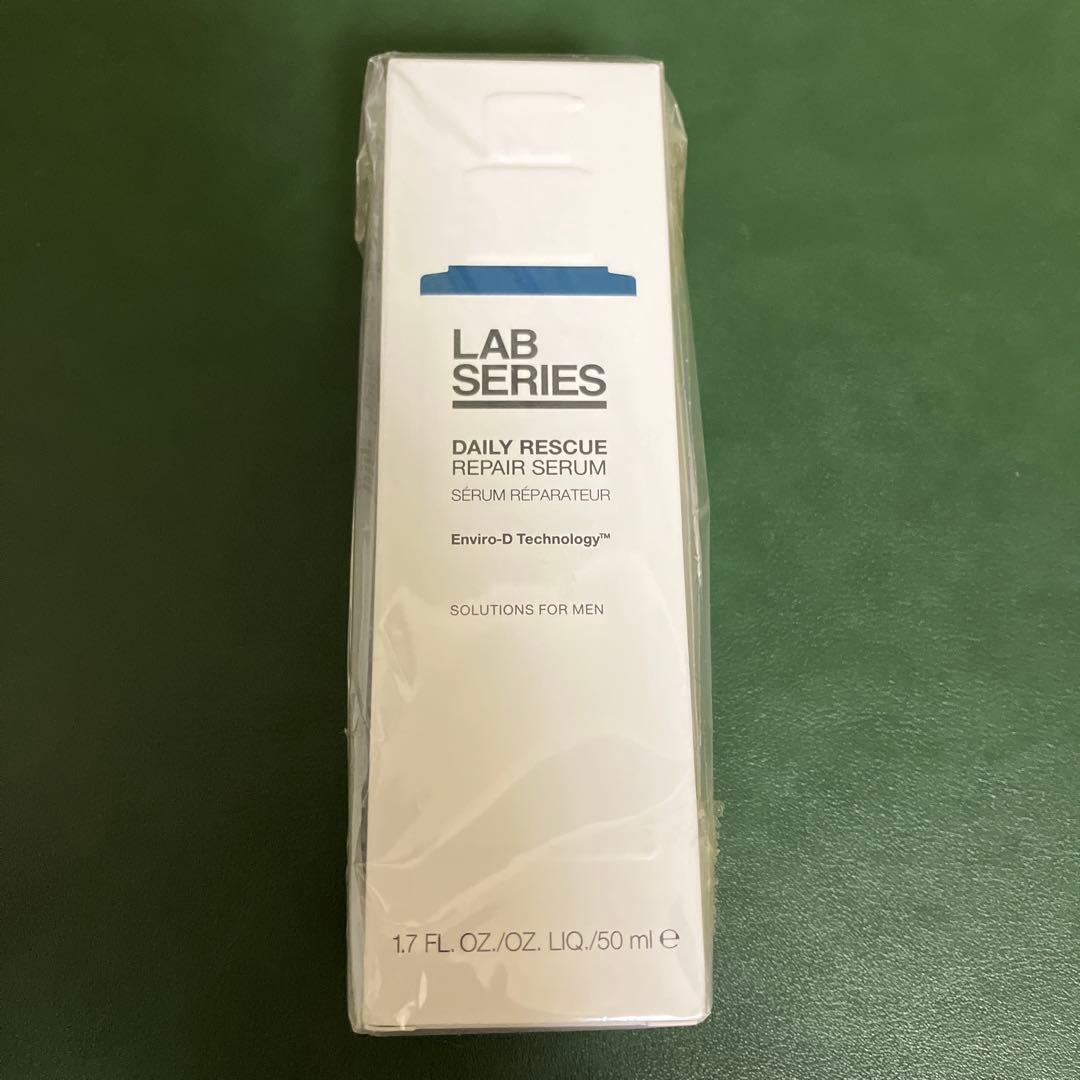 LAB
SERIES
DAILY RESCUE
REPAIR SERUM
SÉRUM RÉPARATEUR
Enviro-D Technology™
SOLUTIONS FOR MEN
1.7 FL. OZ./OZ. LIQ./50 ml ℮